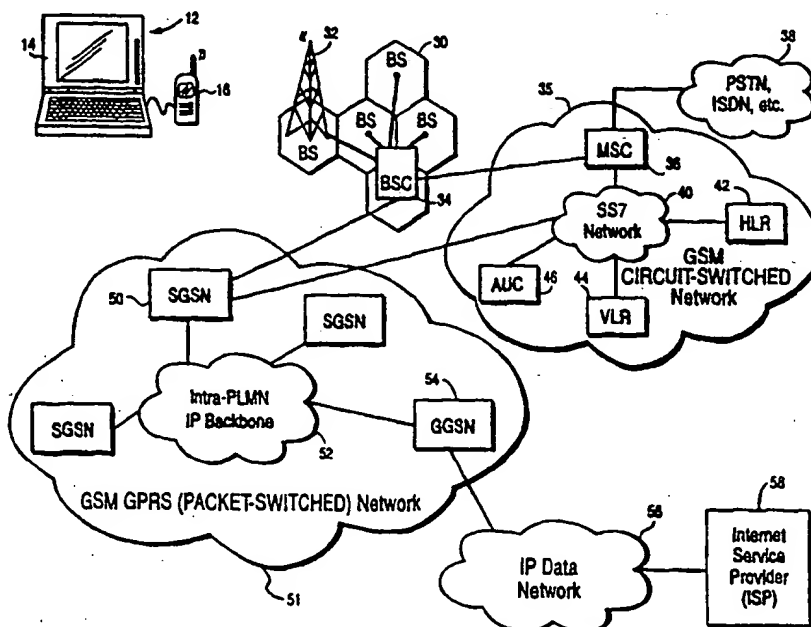 12
14
16
32
30
BS
BS
BS
BS
BSC
34
38
PSTN,
ISDN, etc.
35
MSC
36
40
SS7
Network
42
HLR
GSM
CIRCUIT-SWITCHED
Network
AUC
46
44
VLR
50
SGSN
SGSN
SGSN
Intra-PLMN
IP Backbone
52
54
GGSN
GSM GPRS (PACKET-SWITCHED) Network
51
56
IP Data
Network
58
Internet
Service
Provider
(ISP)